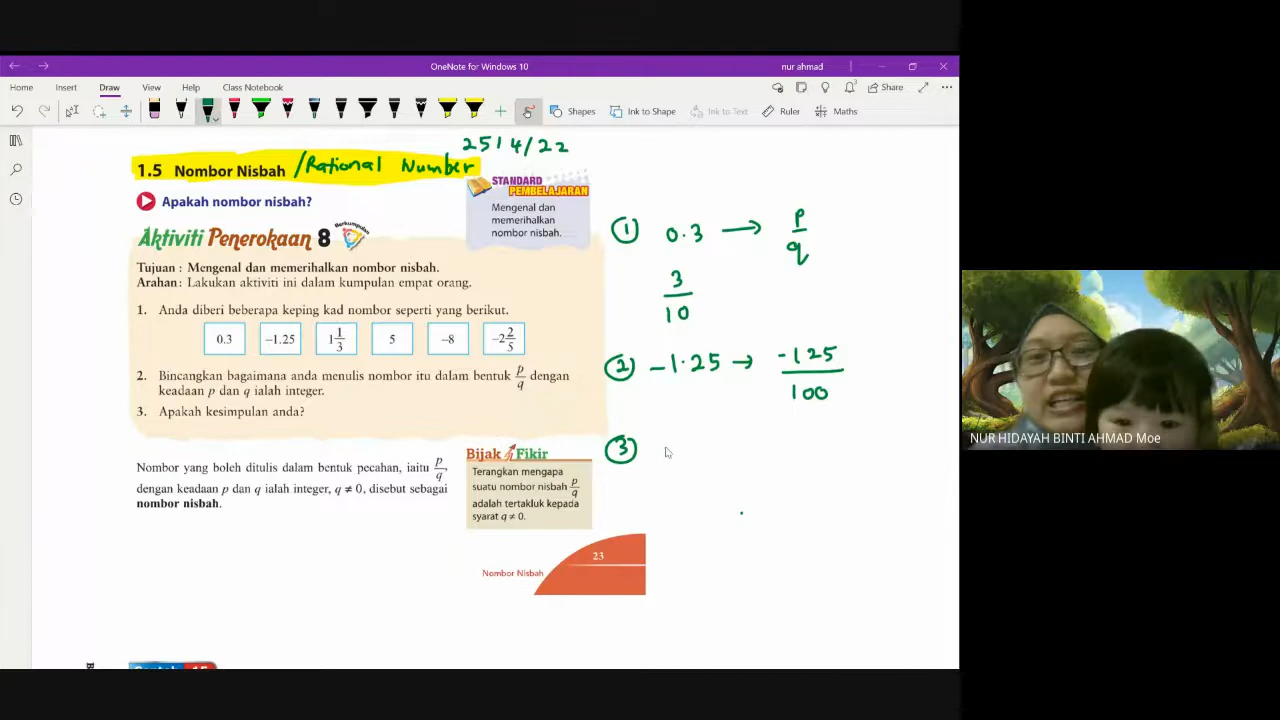 nur ahmad
OneNote for Windows 10
Home Insert Draw View Help Class Notebook
Share
Shapes Ink to Shape Ink to Text Ruler Maths
2514/22
1.5 Nombor Nisbah /Rational Number
Apakah nombor nisbah?
STANDARD
PEMBELAJARAN
Mengenal dan
memerihalkan
nombor nisbah.
Aktiviti Penerokaan 8
Berkumpulan
Tujuan : Mengenal dan memerihalkan nombor nisbah.
Arahan : Lakukan aktiviti ini dalam kumpulan empat orang.
1. Anda diberi beberapa keping kad nombor seperti yang berikut.
0.3 –1.25 1 1/3 5 –8 –2 2/5
2. Bincangkan bagaimana anda menulis nombor itu dalam bentuk p/q dengan
keadaan p dan q ialah integer.
3. Apakah kesimpulan anda?
Nombor yang boleh ditulis dalam bentuk pecahan, iaitu p/q,
dengan keadaan p dan q ialah integer, q ≠ 0, disebut sebagai
nombor nisbah.
Bijak Fikir
Terangkan mengapa
suatu nombor nisbah p/q
adalah tertakluk kepada
syarat q ≠ 0.
23
Nombor Nisbah
① 0.3 → p/q
3/10
② -1.25 → -125/100
③
NUR HIDAYAH BINTI AHMAD Moe